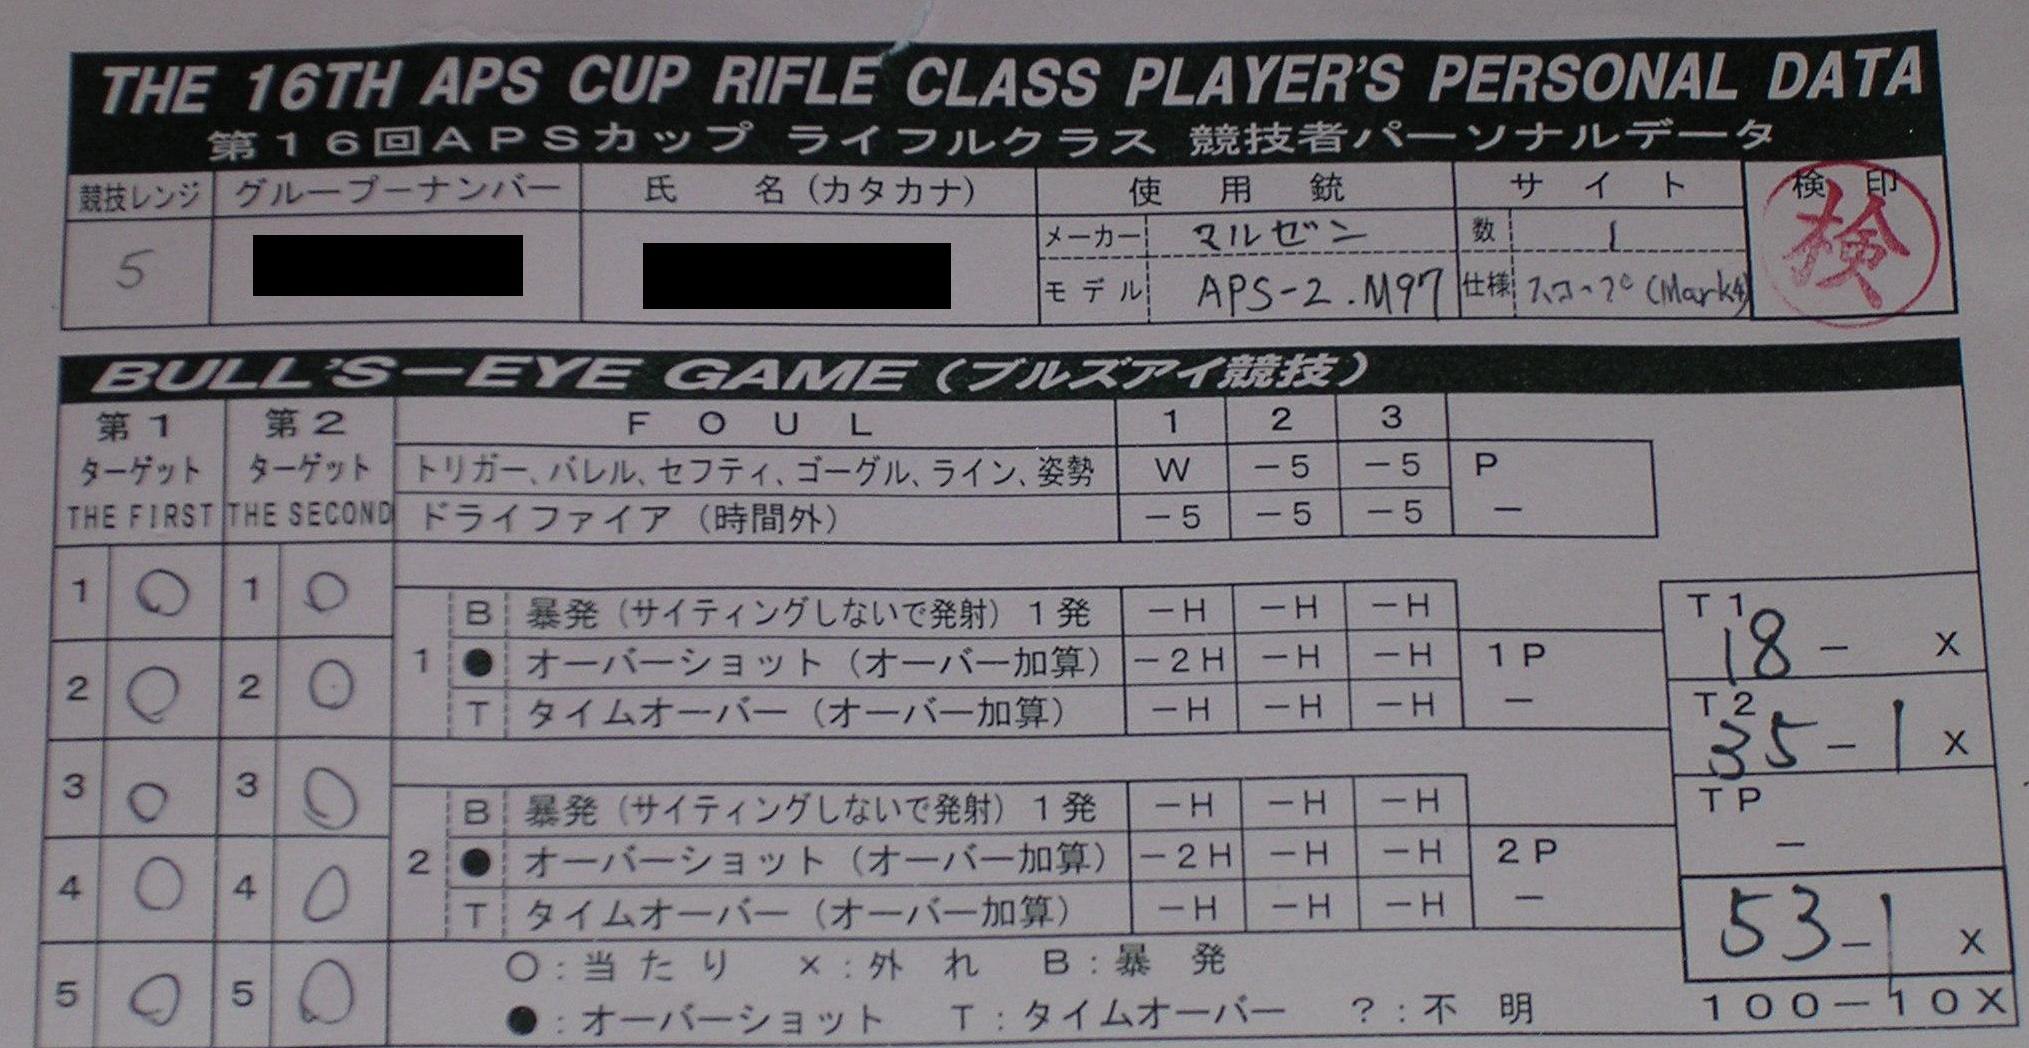 THE 16TH APS CUP RIFLE CLASS PLAYER'S PERSONAL DATA
第16回APSカップ ライフルクラス 競技者パーソナルデータ
競技レンジ グループーナンバー 氏 名(カタカナ) 使 用 銃 サ イ ト 検 印
5 メーカー マルゼン 数 1 検
モデル APS-2.M97 仕様 スコープ(Mark4)
BULL'S-EYE GAME(ブルズアイ競技)
第1 第2 F O U L 1 2 3
ターゲット ターゲット トリガー、バレル、セフティ、ゴーグル、ライン、姿勢 W -5 -5 P
THE FIRST THE SECOND ドライファイア(時間外) -5 -5 -5 -
1 ○ 1 ○ B 暴発(サイティングしないで発射)1発 -H -H -H T1
1 ● オーバーショット(オーバー加算) -2H -H -H 1P 18- X
2 ○ 2 ○ T タイムオーバー(オーバー加算) -H -H -H - T2
35-1 X
3 ○ 3 ○ B 暴発(サイティングしないで発射)1発 -H -H -H TP
2 ● オーバーショット(オーバー加算) -2H -H -H 2P -
4 ○ 4 ○ T タイムオーバー(オーバー加算) -H -H -H - 53-1 X
5 ○ 5 ○ ○:当たり ×:外れ B:暴発
●:オーバーショット T:タイムオーバー ?:不明 100-10X